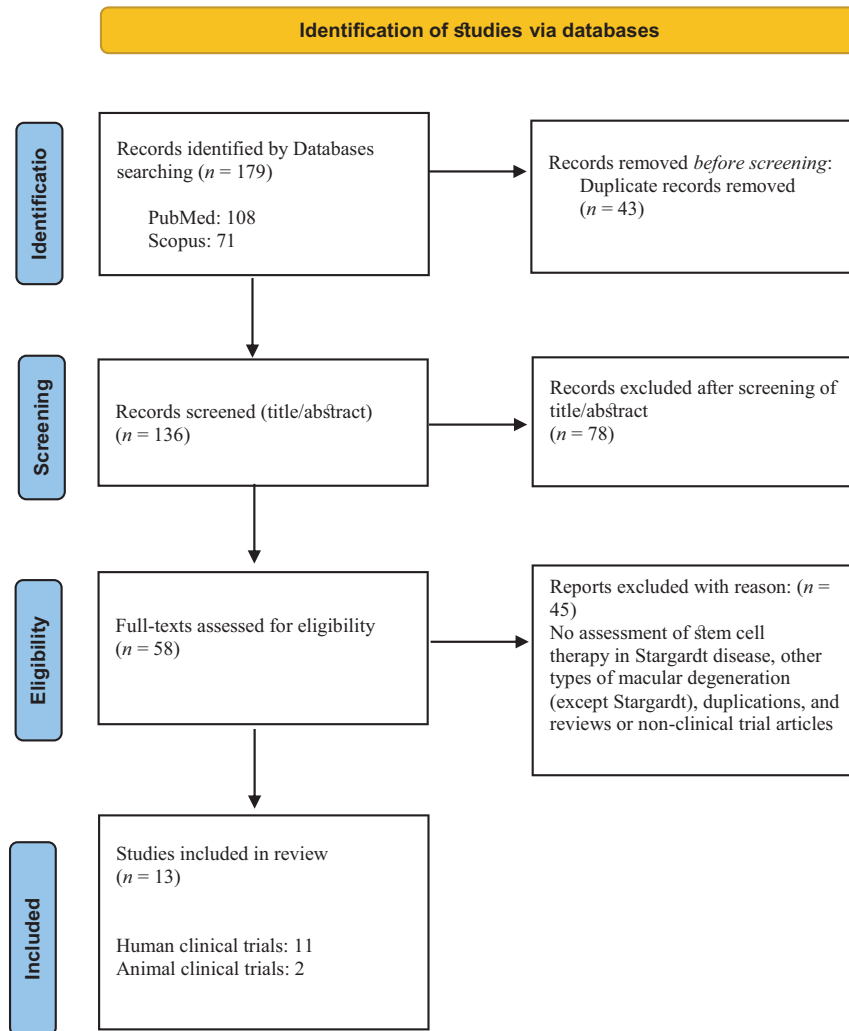 Identification of studies via databases
Identificatio
Records identified by Databases
searching (n = 179)
PubMed: 108
Scopus: 71
Records removed before screening:
Duplicate records removed
(n = 43)
Screening
Records screened (title/abstract)
(n = 136)
Records excluded after screening of
title/abstract
(n = 78)
Eligibility
Full-texts assessed for eligibility
(n = 58)
Reports excluded with reason: (n =
45)
No assessment of stem cell
therapy in Stargardt disease, other
types of macular degeneration
(except Stargardt), duplications, and
reviews or non-clinical trial articles
Included
Studies included in review
(n = 13)
Human clinical trials: 11
Animal clinical trials: 2